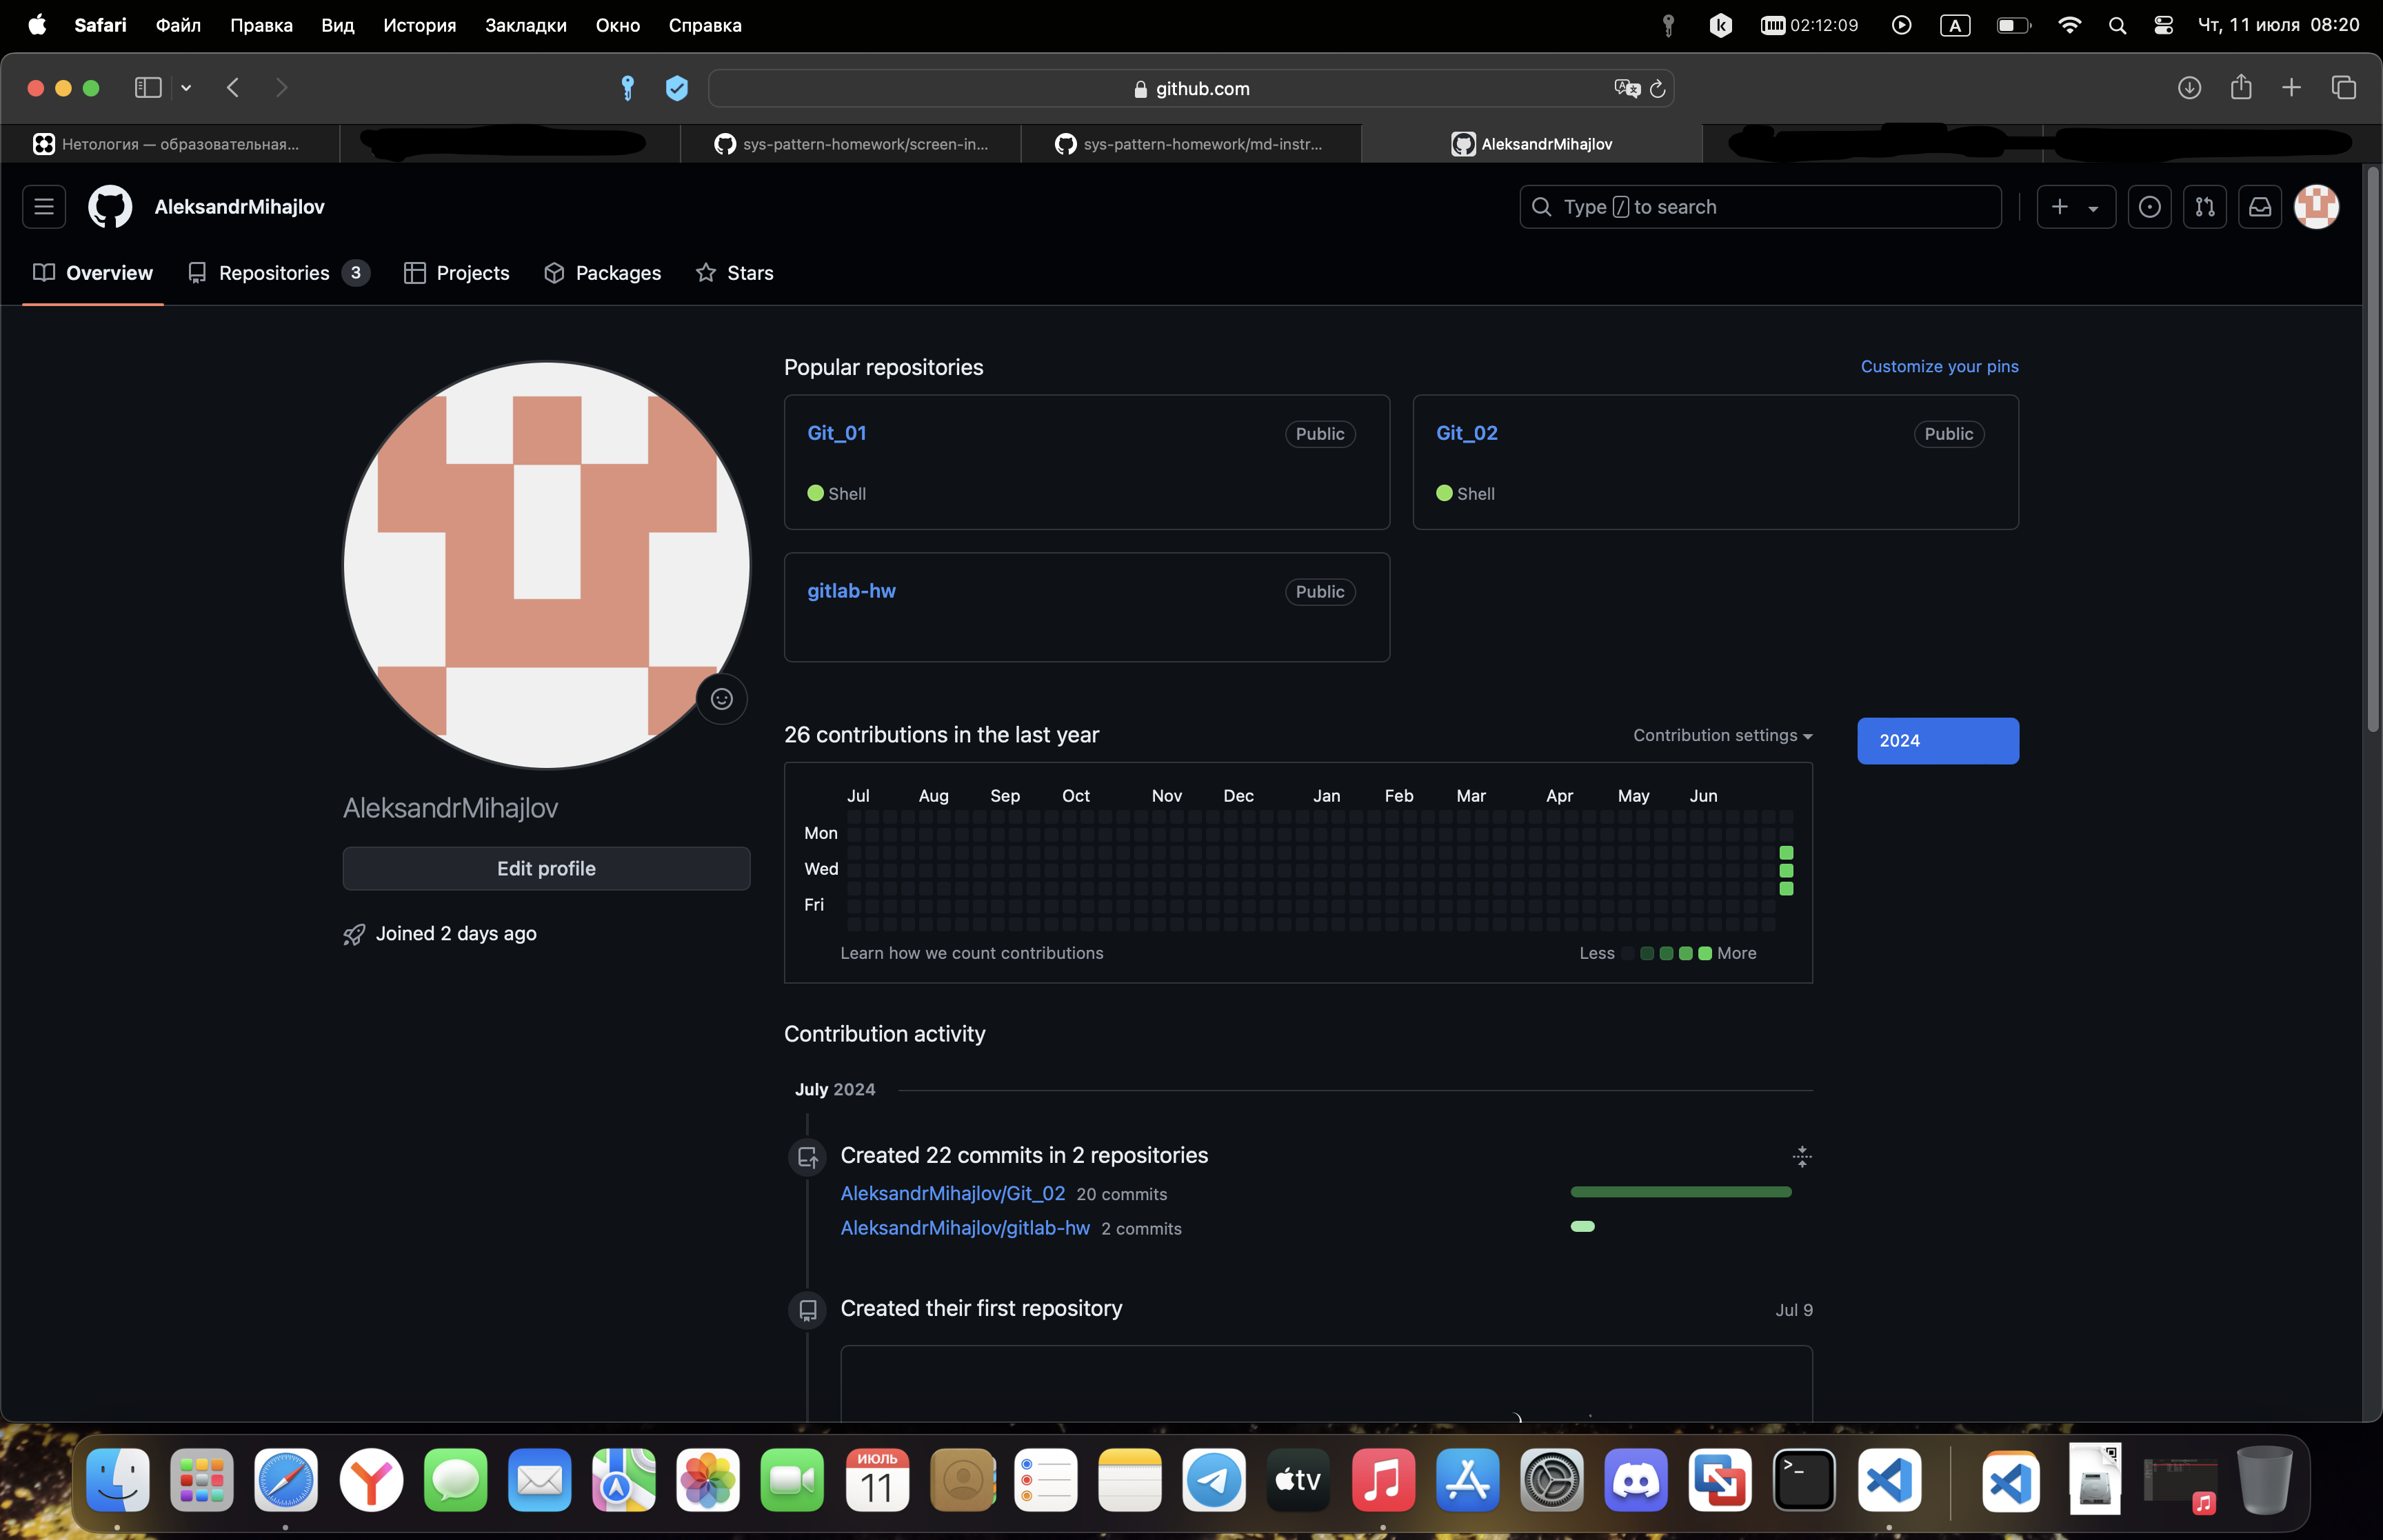 Safari Файл Правка Вид История Закладки Окно Справка 02:12:09 A Чт, 11 июля 08:20
github.com
Нетология — образовательная... sys-pattern-homework/screen-in... sys-pattern-homework/md-instr... AleksandrMihajlov
AleksandrMihajlov Type / to search
Overview Repositories 3 Projects Packages Stars
Popular repositories Customize your pins
Git_01 Public Git_02 Public
Shell Shell
gitlab-hw Public
26 contributions in the last year Contribution settings 2024
Jul Aug Sep Oct Nov Dec Jan Feb Mar Apr May Jun
Mon
Wed
Fri
Learn how we count contributions Less More
AleksandrMihajlov
Edit profile
Joined 2 days ago
Contribution activity
July 2024
Created 22 commits in 2 repositories
AleksandrMihajlov/Git_02 20 commits
AleksandrMihajlov/gitlab-hw 2 commits
Created their first repository Jul 9
ИЮЛЬ
11
tv